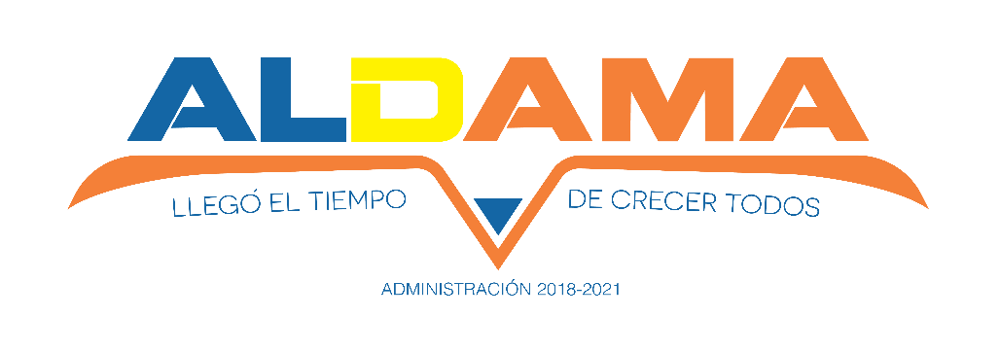 ALDAMA
LLEGÓ EL TIEMPO DE CRECER TODOS
ADMINISTRACIÓN 2018-2021